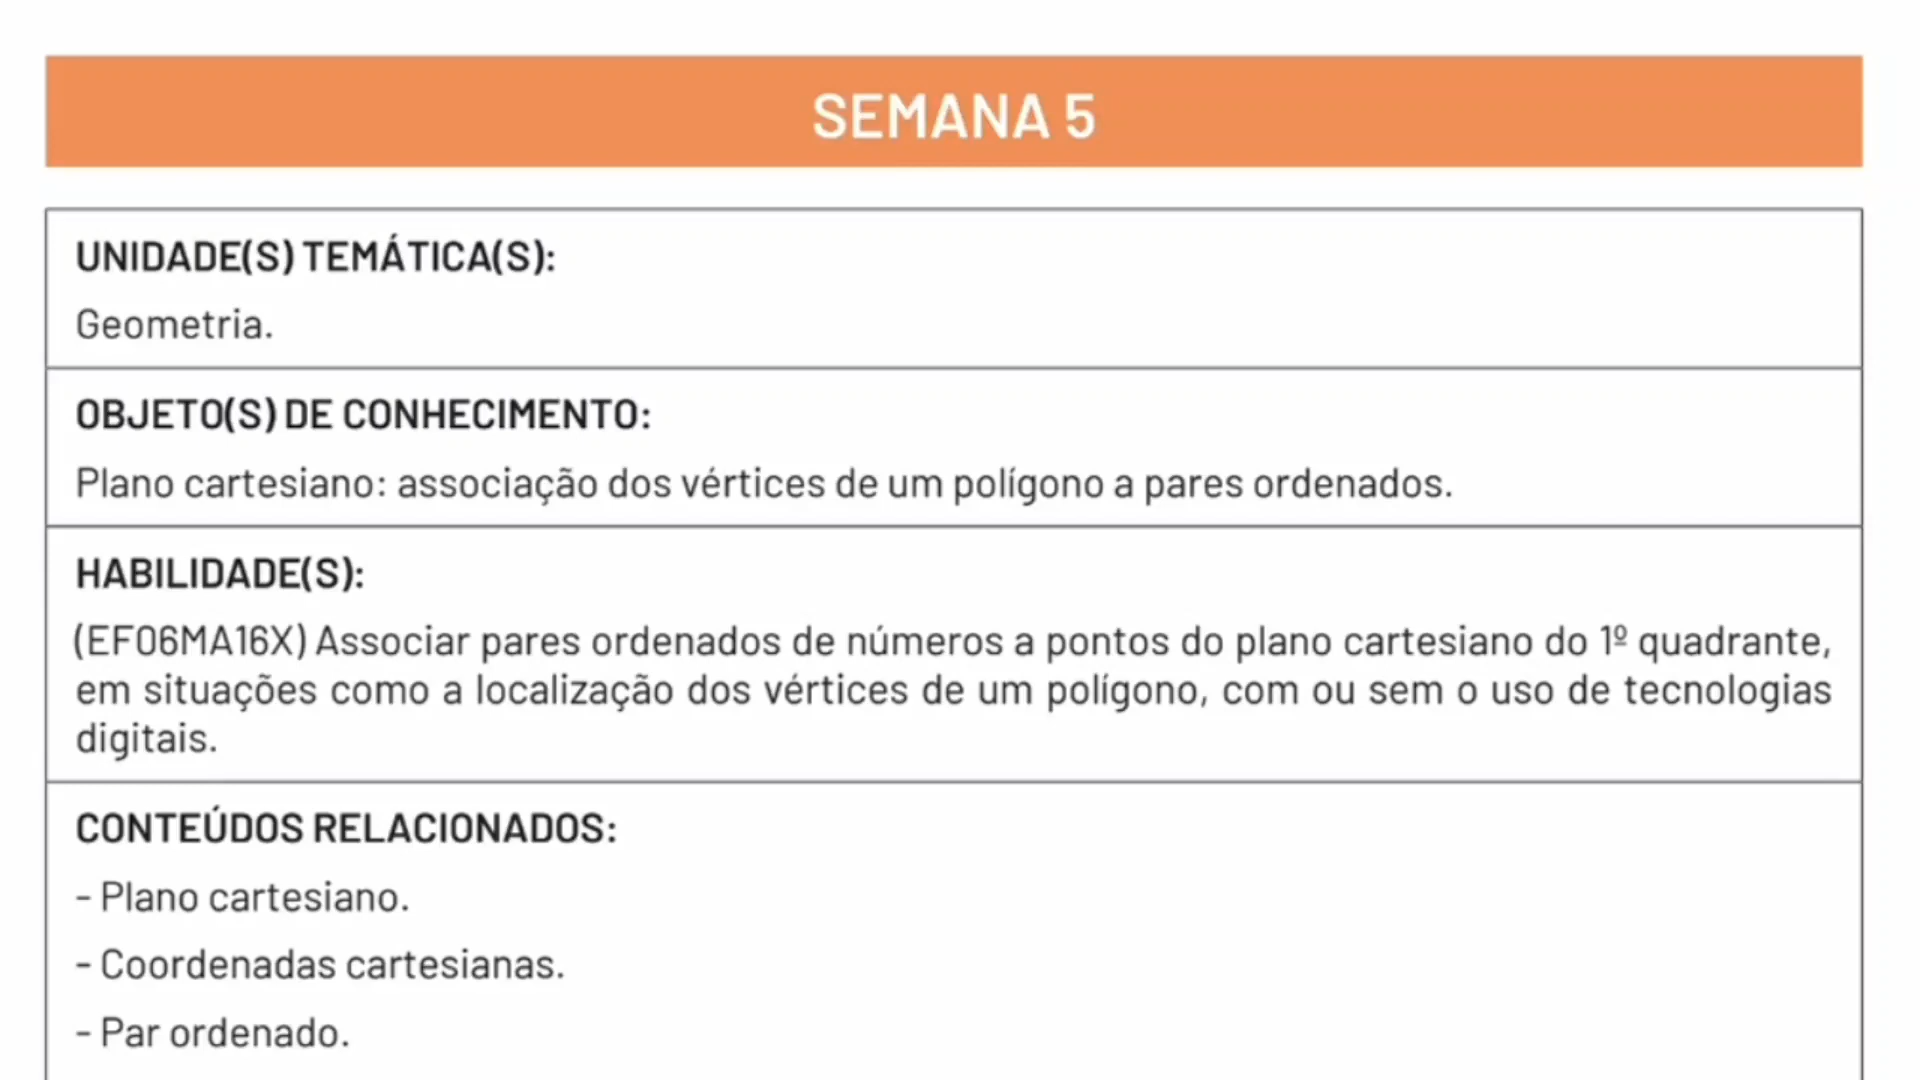 SEMANA 5
UNIDADE(S) TEMÁTICA(S):
Geometria.
OBJETO(S) DE CONHECIMENTO:
Plano cartesiano: associação dos vértices de um polígono a pares ordenados.
HABILIDADE(S):
(EF06MA16X) Associar pares ordenados de números a pontos do plano cartesiano do 1º quadrante,
em situações como a localização dos vértices de um polígono, com ou sem o uso de tecnologias
digitais.
CONTEÚDOS RELACIONADOS:
- Plano cartesiano.
- Coordenadas cartesianas.
- Par ordenado.